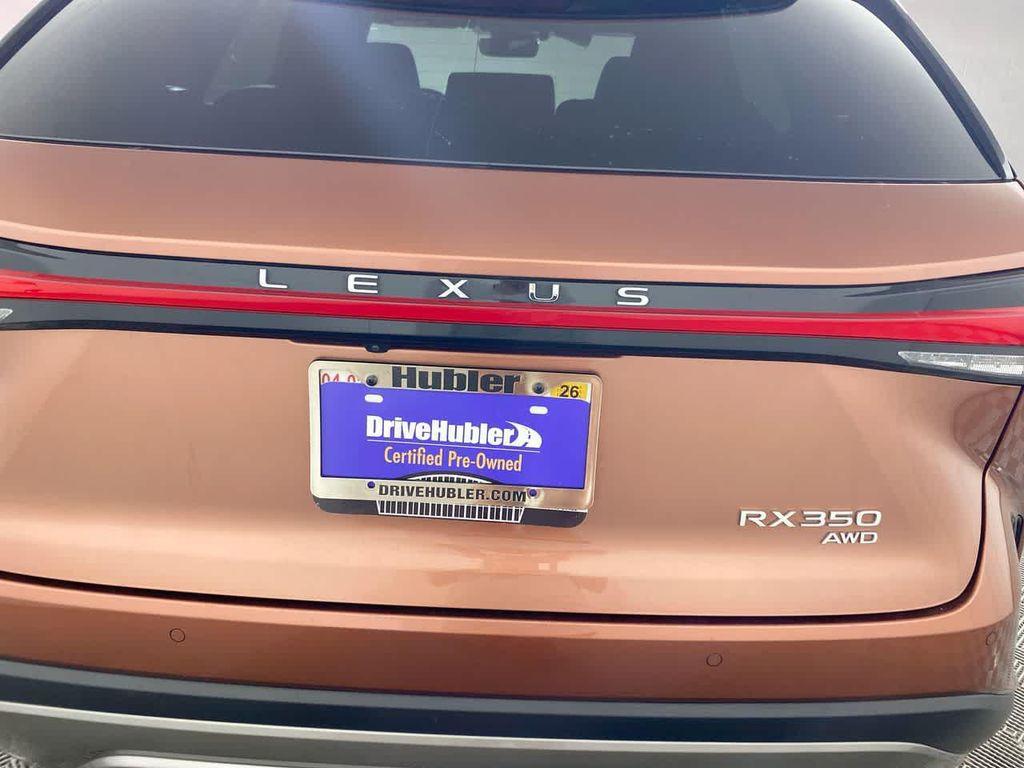 LEXUS
Hubler
26
DriveHubler
Certified Pre-Owned
DRIVEHUBLER.COM
RX350
AWD